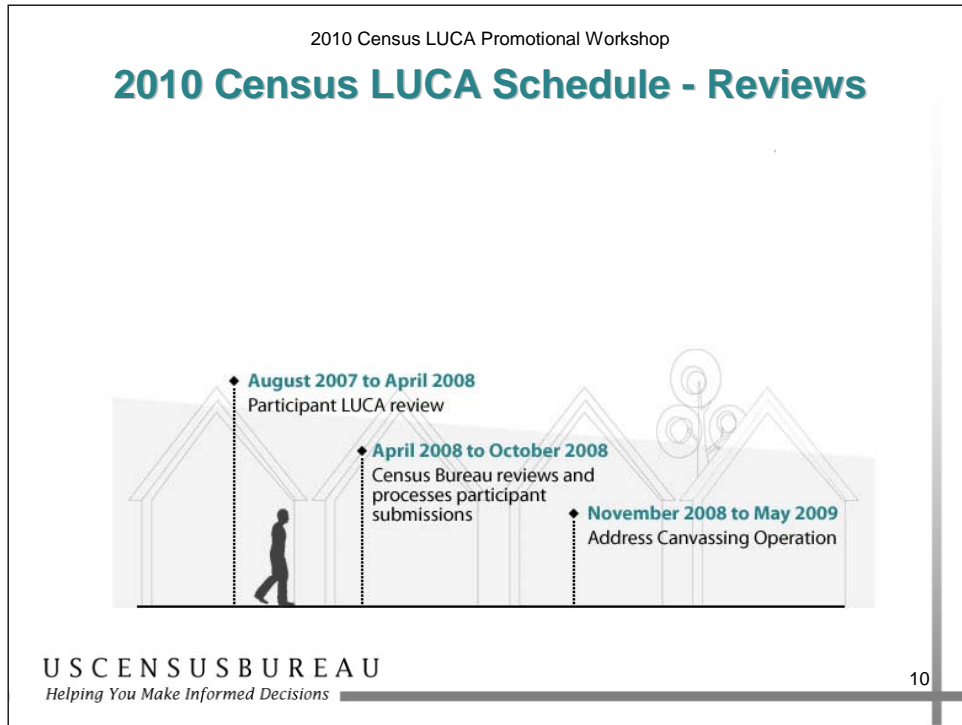 2010 Census LUCA Promotional Workshop
2010 Census LUCA Schedule - Reviews
August 2007 to April 2008
Participant LUCA review
April 2008 to October 2008
Census Bureau reviews and
processes participant
submissions
November 2008 to May 2009
Address Canvassing Operation
USCENSUSBUREAU
Helping You Make Informed Decisions
10